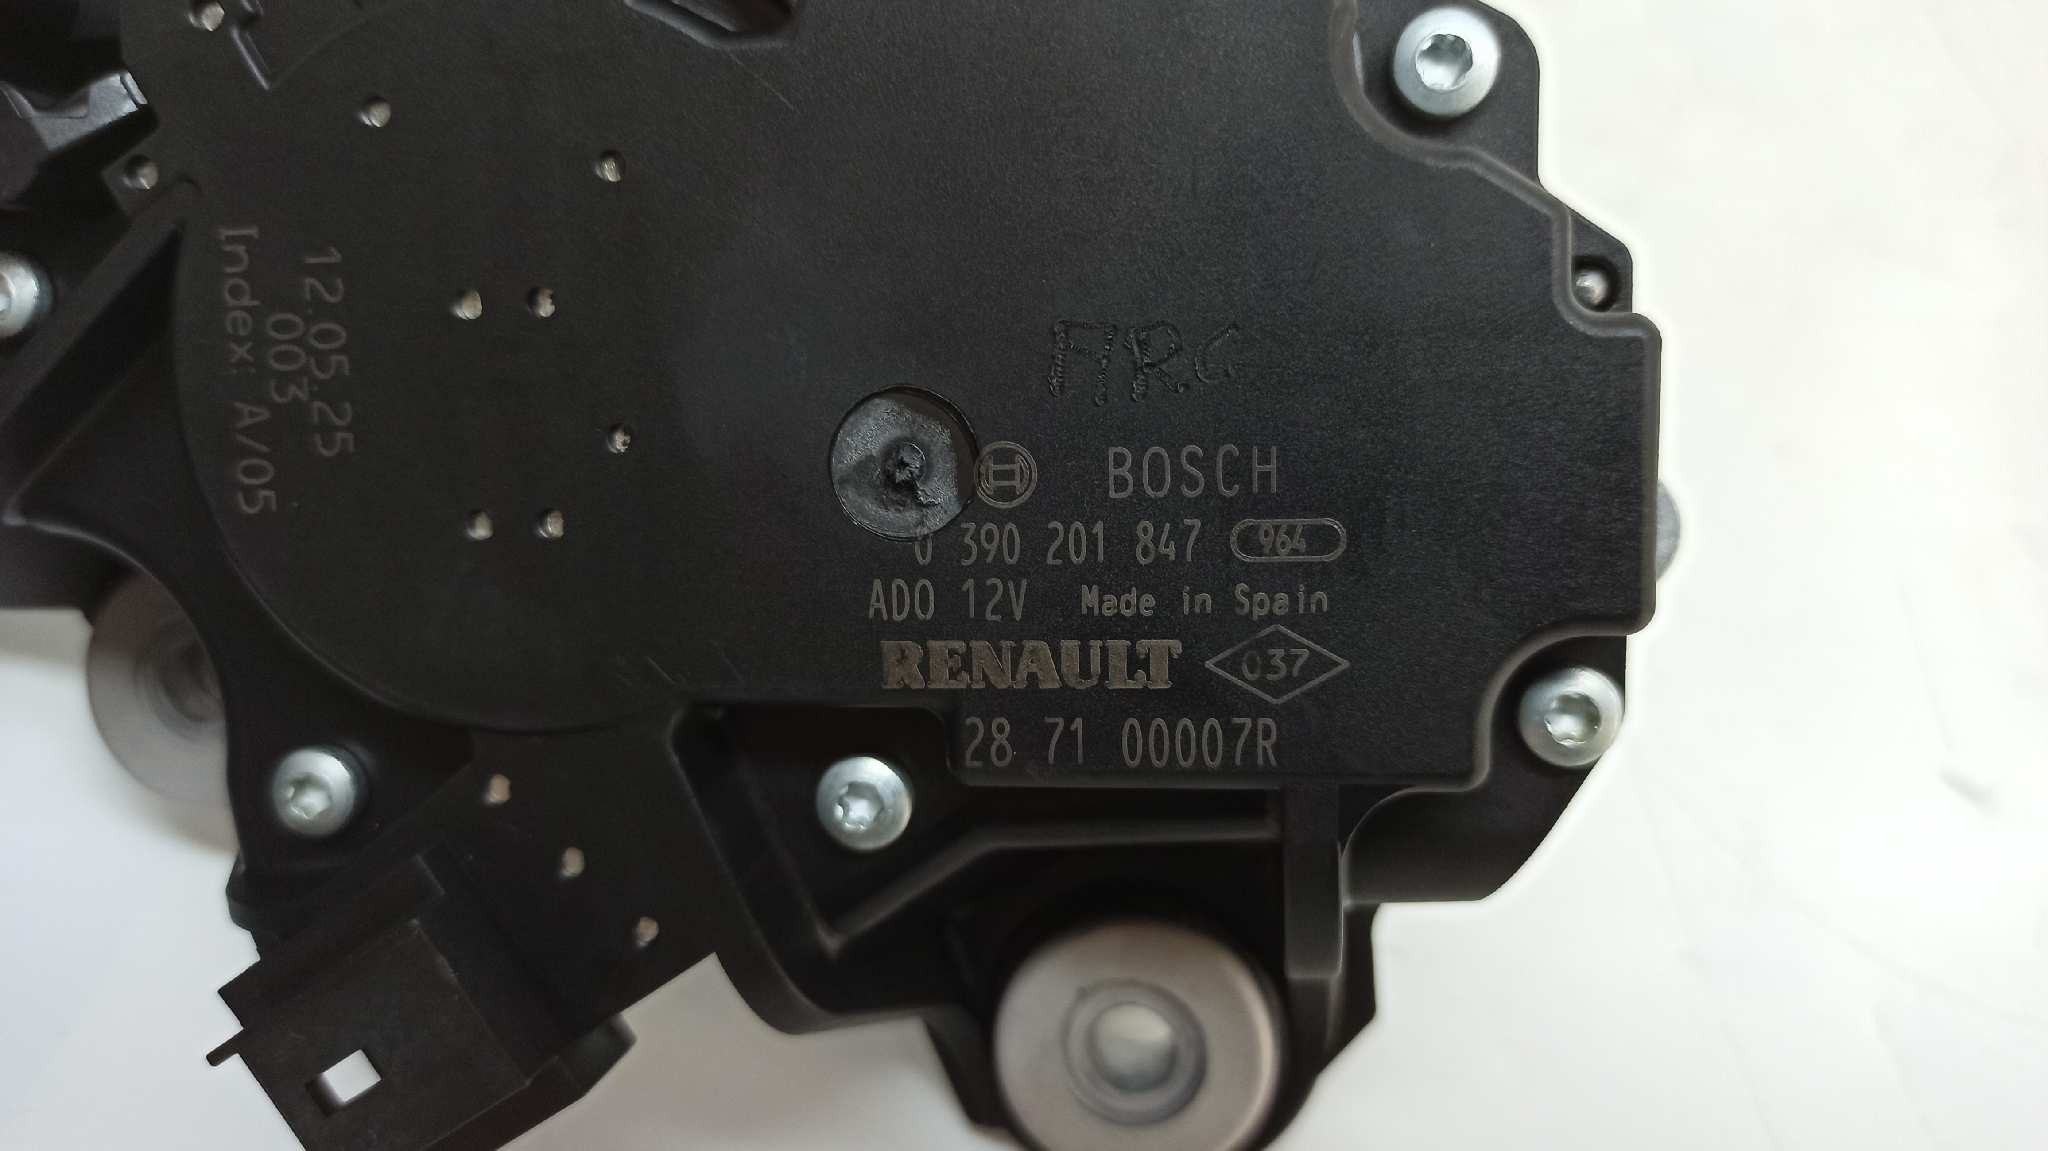 12.05.25
003
Index: A/05
ARC
BOSCH
0 390 201 847 964
ADO 12V Made in Spain
RENAULT 037
28 71 00007R